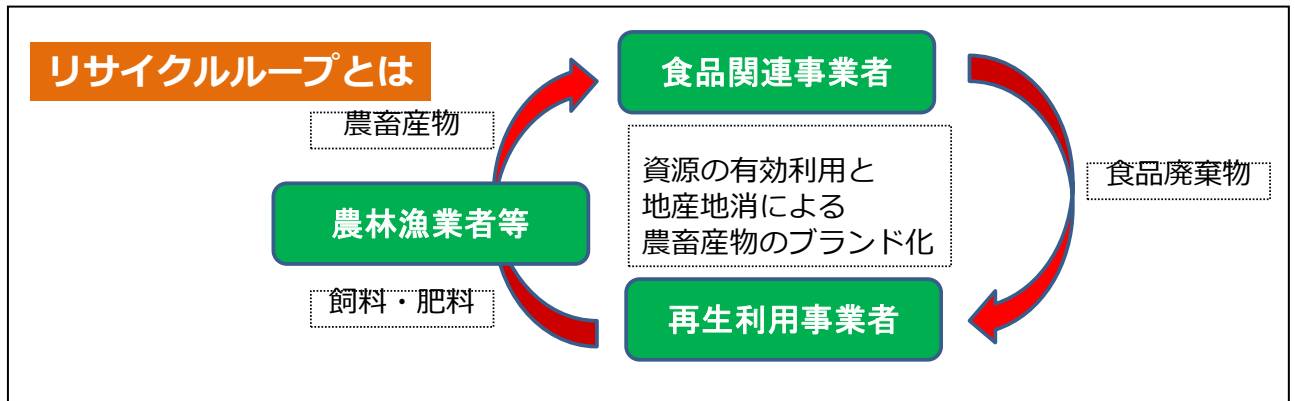 リサイクルループとは
食品関連事業者
農畜産物
資源の有効利用と
地産地消による
農畜産物のブランド化
食品廃棄物
農林漁業者等
飼料・肥料
再生利用事業者